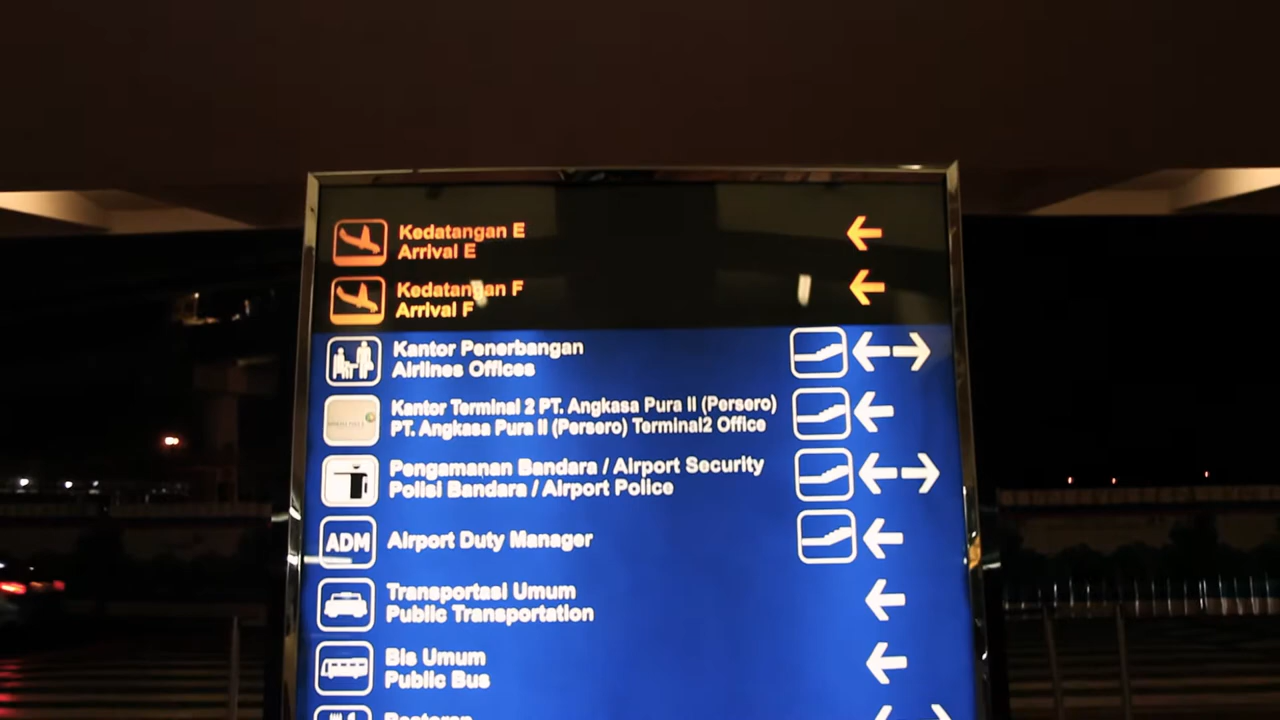 Kedatangan E
Arrival E
Kedatangan F
Arrival F
Kantor Penerbangan
Airlines Offices
Kantor Terminal 2 PT. Angkasa Pura II (Persero)
PT. Angkasa Pura II (Persero) Terminal2 Office
Pengamanan Bandara / Airport Security
Polisi Bandara / Airport Police
ADM
Airport Duty Manager
Transportasi Umum
Public Transportation
Bis Umum
Public Bus
Restoran